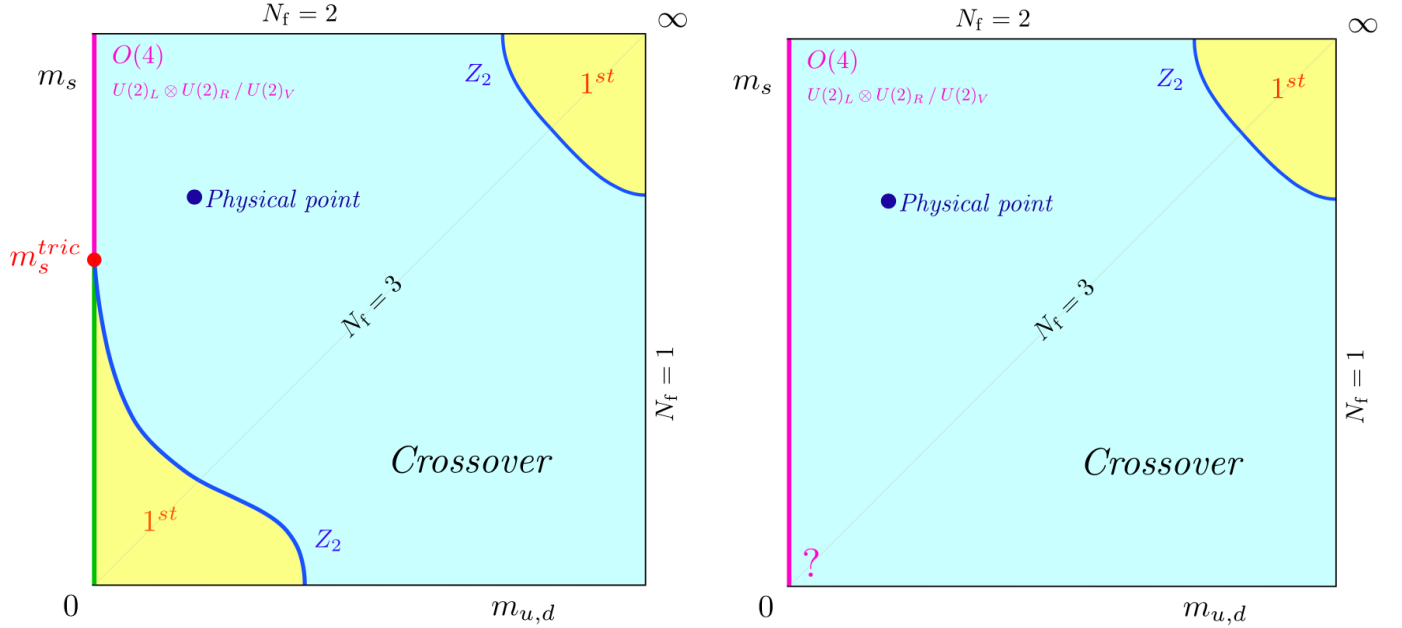 N_f = 2
∞
m_s
O(4)
U(2)_L ⊗ U(2)_R / U(2)_V
Z_2
1^{st}
Physical point
m_s^{tric}
N_f = 3
N_f = 1
Crossover
1^{st}
Z_2
0
m_{u,d}
N_f = 2
∞
m_s
O(4)
U(2)_L ⊗ U(2)_R / U(2)_V
Z_2
1^{st}
Physical point
N_f = 3
N_f = 1
Crossover
?
0
m_{u,d}